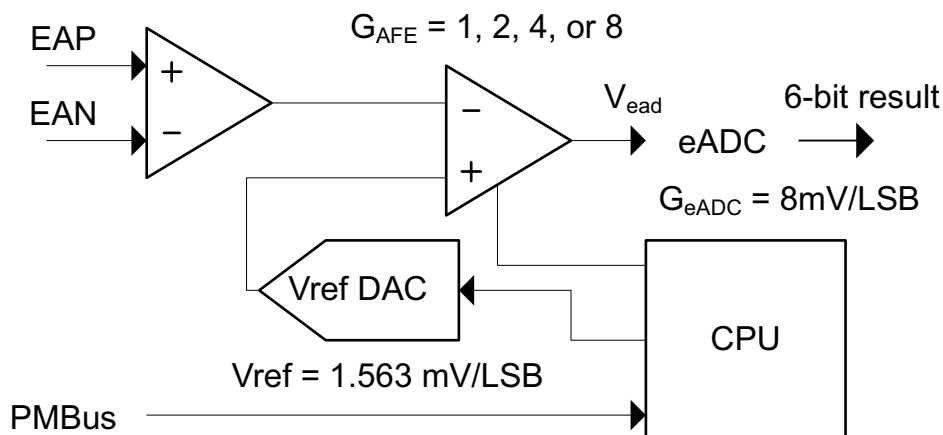 G_AFE = 1, 2, 4, or 8
EAP
+
EAN
−
−
+
V_ead
eADC
6-bit result
G_eADC = 8mV/LSB
Vref DAC
CPU
Vref = 1.563 mV/LSB
PMBus